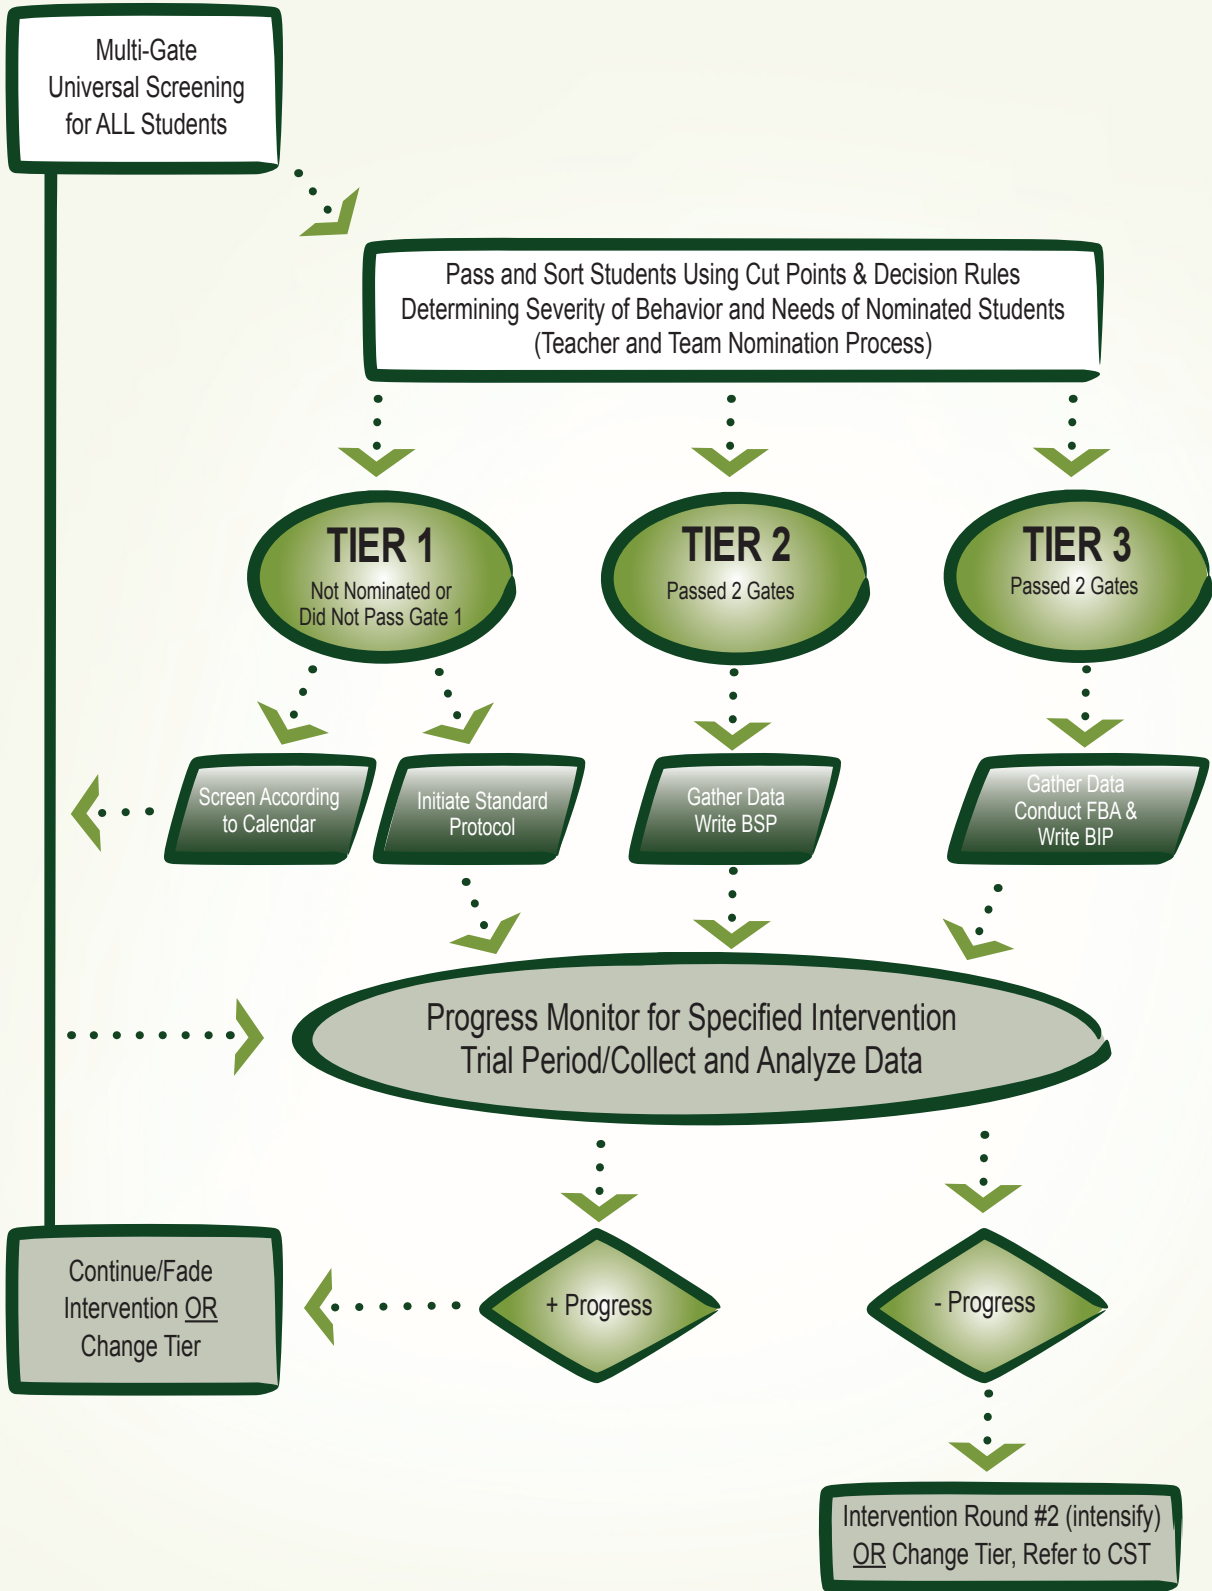 Multi-Gate
Universal Screening
for ALL Students
Pass and Sort Students Using Cut Points & Decision Rules
Determining Severity of Behavior and Needs of Nominated Students
(Teacher and Team Nomination Process)
TIER 1
Not Nominated or
Did Not Pass Gate 1
TIER 2
Passed 2 Gates
TIER 3
Passed 2 Gates
Screen According
to Calendar
Initiate Standard
Protocol
Gather Data
Write BSP
Gather Data
Conduct FBA &
Write BIP
Progress Monitor for Specified Intervention
Trial Period/Collect and Analyze Data
Continue/Fade
Intervention OR
Change Tier
+ Progress
- Progress
Intervention Round #2 (intensify)
OR Change Tier, Refer to CST